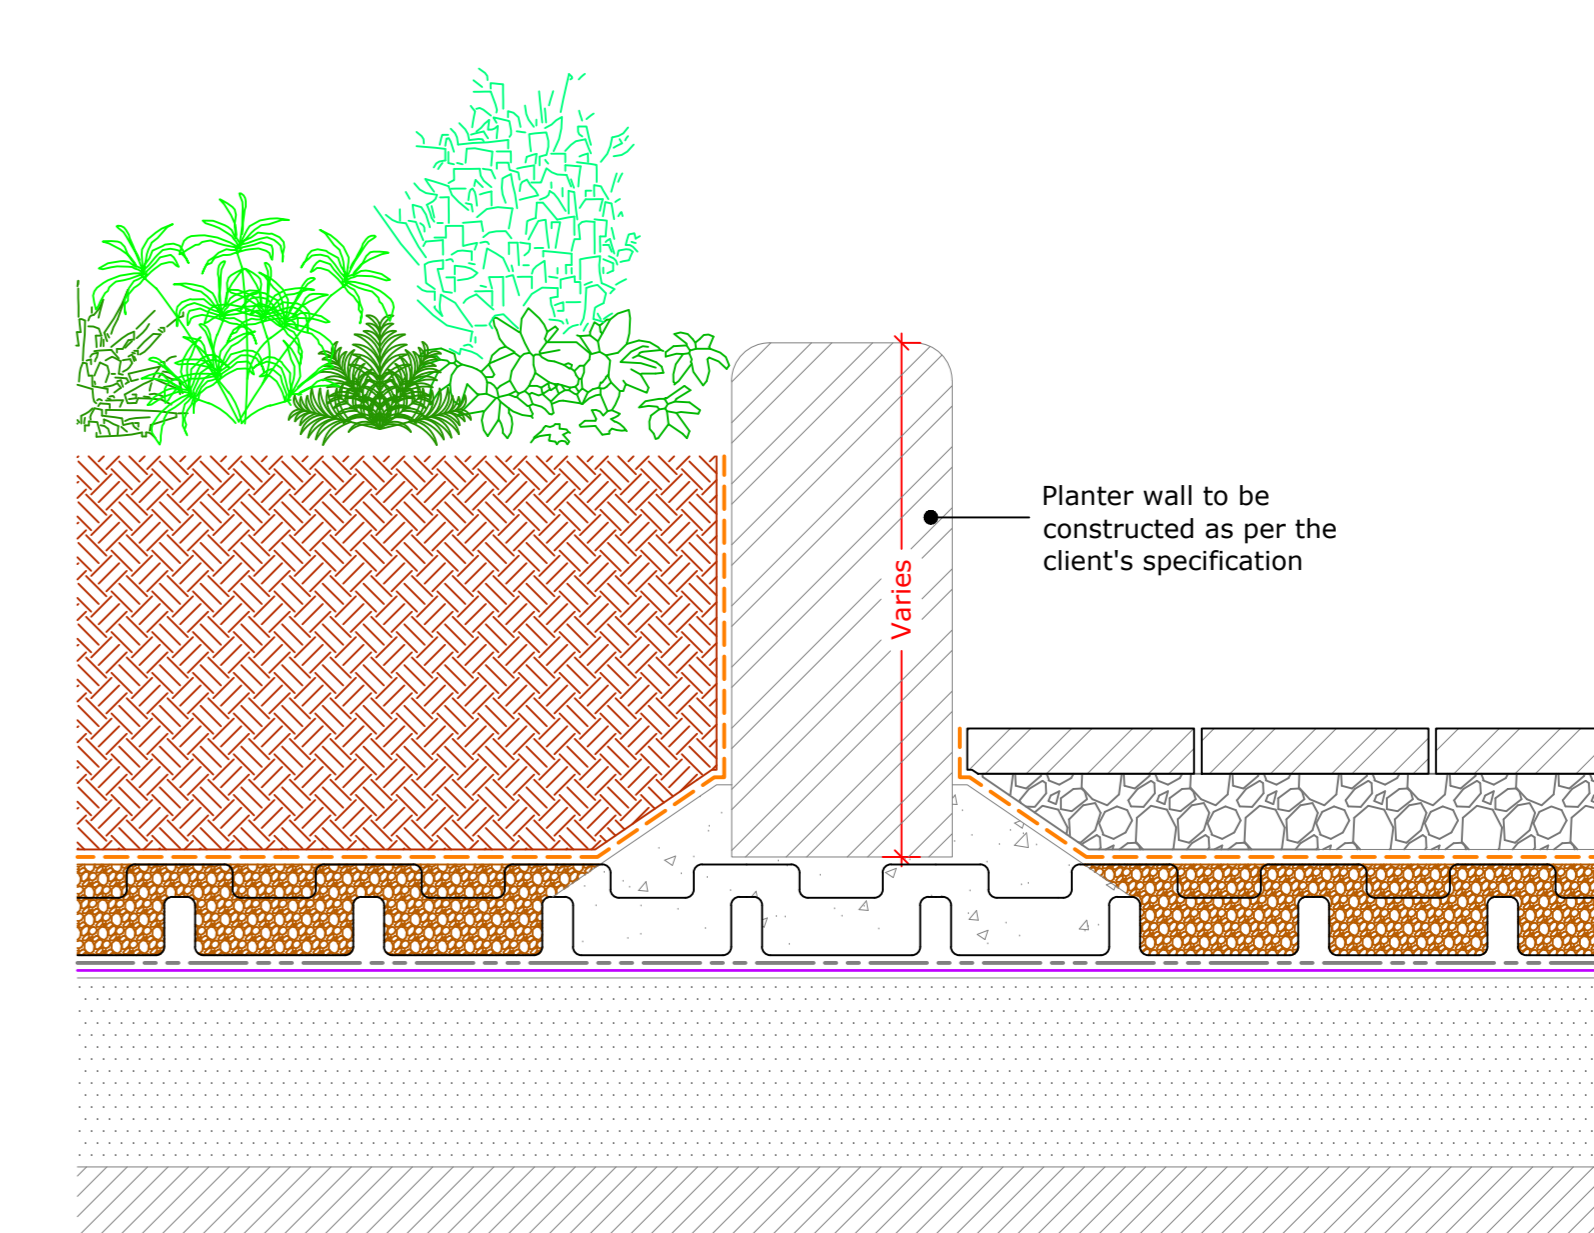 Planter wall to be
constructed as per the
client's specification
Varies